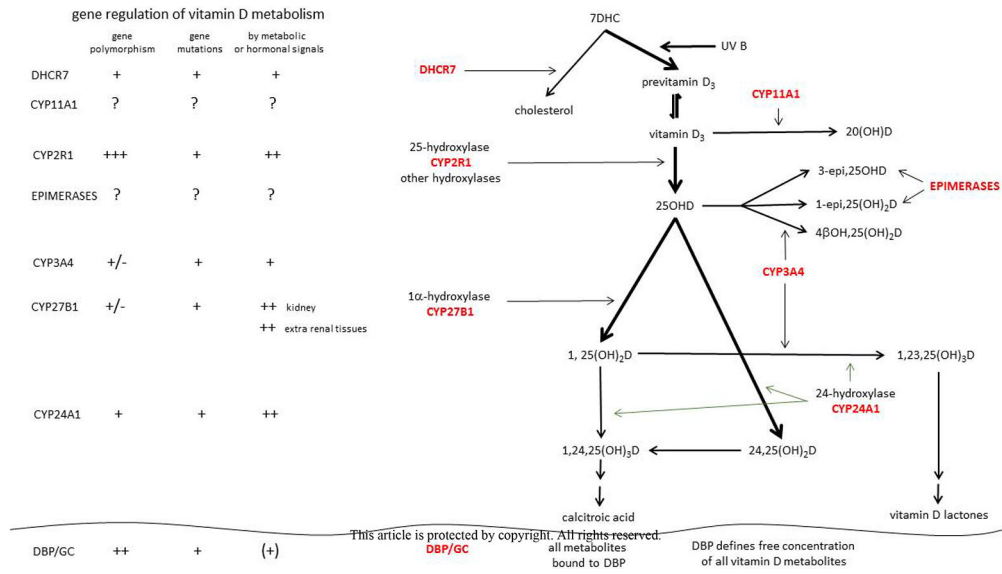 gene regulation of vitamin D metabolism
gene polymorphism
gene mutations
by metabolic or hormonal signals
DHCR7 + + +
CYP11A1 ? ? ?
CYP2R1 +++ + ++
EPIMERASES ? ? ?
CYP3A4 +/- + +
CYP27B1 +/- + ++ kidney
++ extra renal tissues
CYP24A1 + + ++
DBP/GC ++ + (+)
7DHC
UV B
DHCR7
previtamin D₃
cholesterol
CYP11A1
vitamin D₃
20(OH)D
25-hydroxylase
CYP2R1
other hydroxylases
3-epi,25OHD
EPIMERASES
25OHD
1-epi,25(OH)₂D
4βOH,25(OH)₂D
CYP3A4
1α-hydroxylase
CYP27B1
1, 25(OH)₂D
1,23,25(OH)₃D
24-hydroxylase
CYP24A1
1,24,25(OH)₃D
24,25(OH)₂D
calcitroic acid
vitamin D lactones
This article is protected by copyright. All rights reserved.
DBP/GC
all metabolites
bound to DBP
DBP defines free concentration
of all vitamin D metabolites